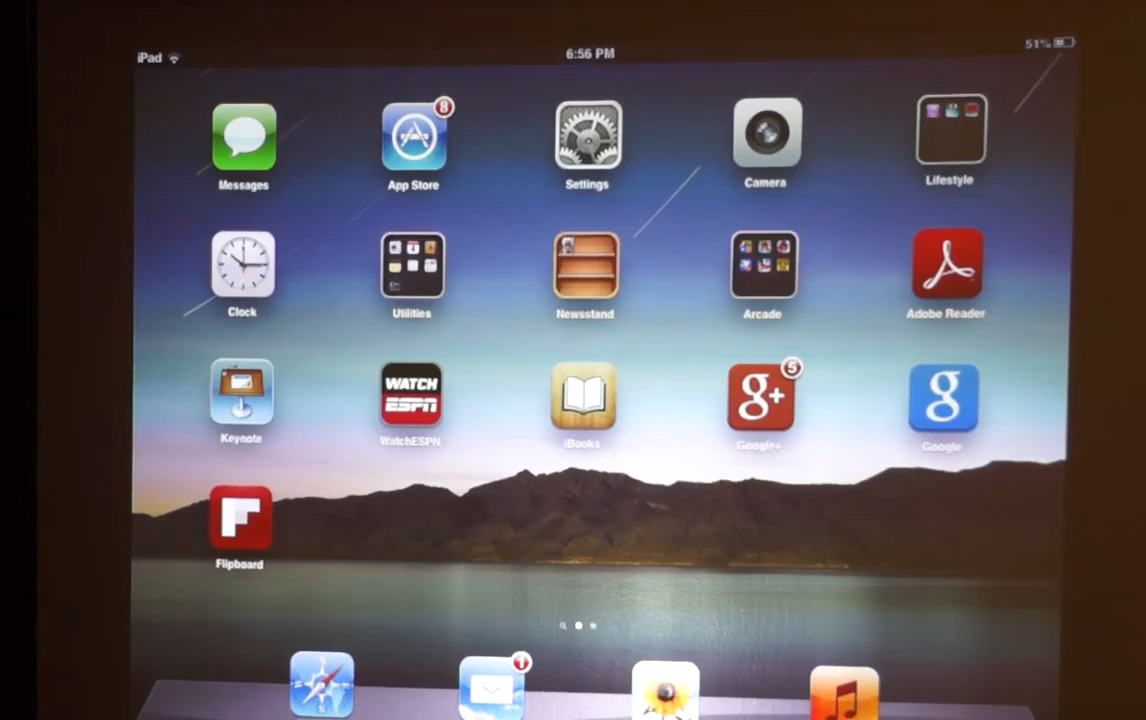 iPad 6:56 PM 51%
8
Messages App Store Settings Camera Lifestyle
Clock Utilities Newsstand Arcade Adobe Reader
WATCH
ESPN
g+ 5 g
Keynote WatchESPN iBooks Google+ Google
Flipboard
1